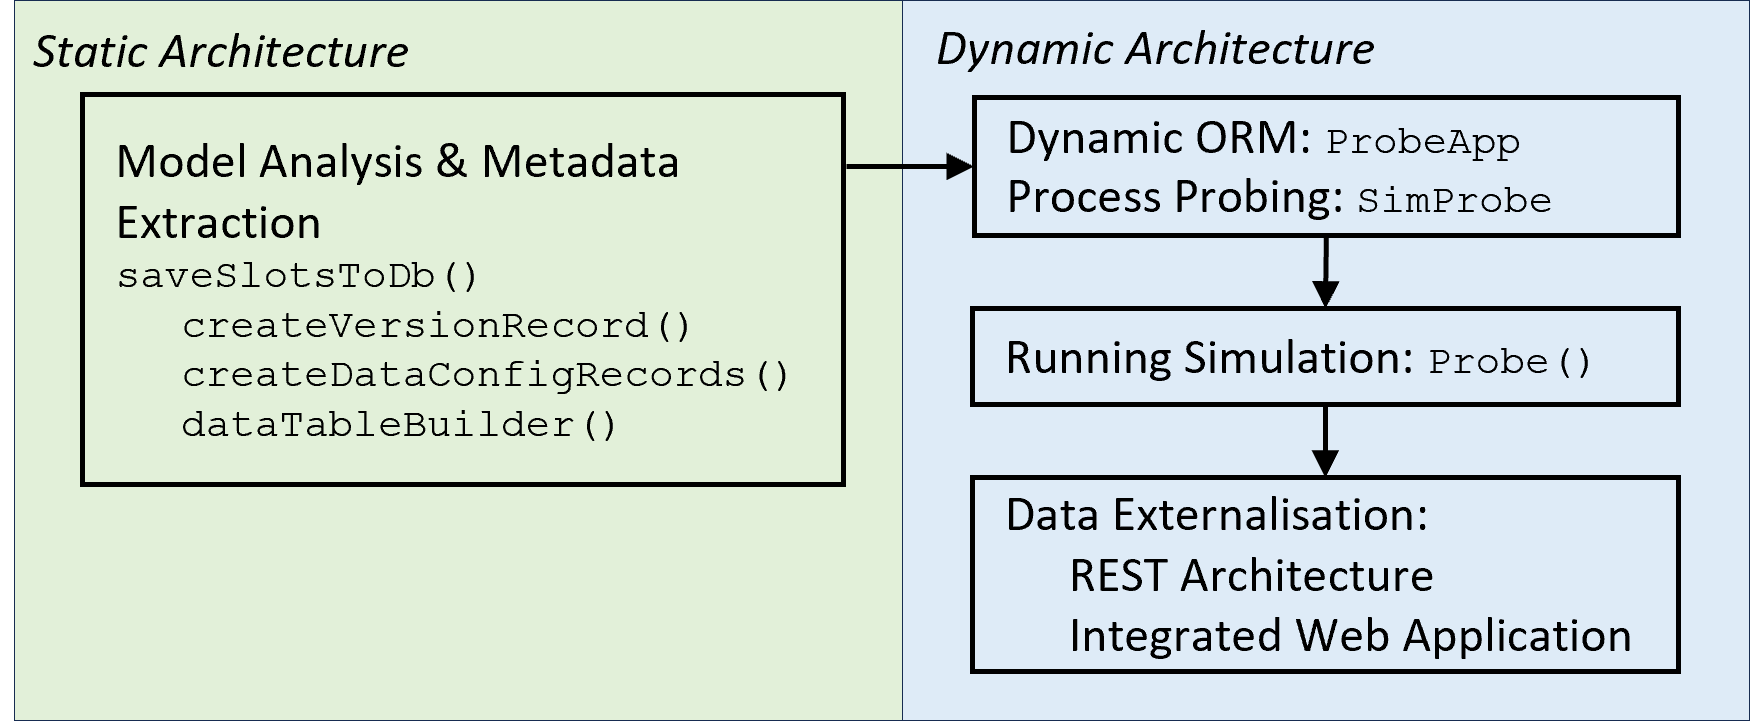 Static Architecture
Model Analysis & Metadata
Extraction
saveSlotsToDb()
createVersionRecord()
createDataConfigRecords()
dataTableBuilder()
Dynamic Architecture
Dynamic ORM: ProbeApp
Process Probing: SimProbe
Running Simulation: Probe()
Data Externalisation:
REST Architecture
Integrated Web Application